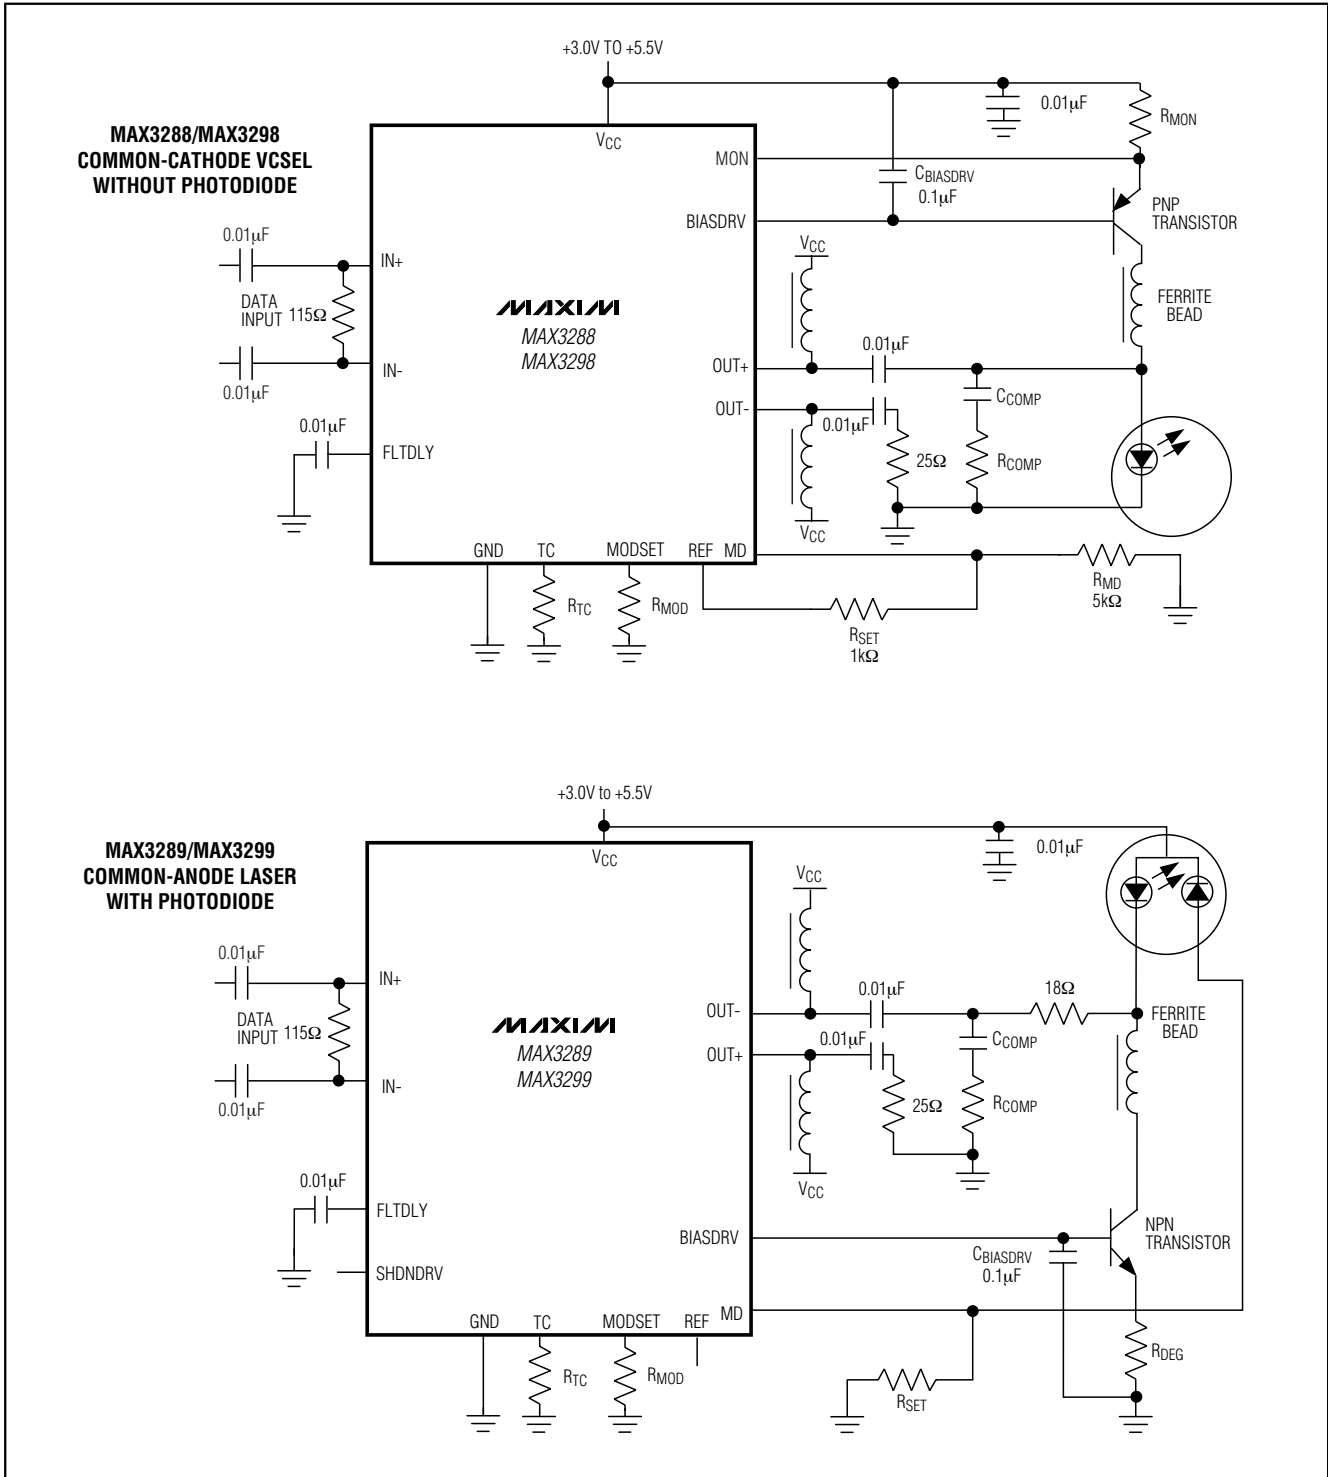 +3.0V TO +5.5V
MAX3288/MAX3298
COMMON-CATHODE VCSEL
WITHOUT PHOTODIODE
VCC
0.01µF
RMON
MON
CBIASDRV
0.1µF
BIASDRV
PNP
TRANSISTOR
0.01µF
VCC
IN+
DATA
INPUT
115Ω
MAXIM
MAX3288
MAX3298
FERRITE
BEAD
0.01µF
IN-
OUT+
0.01µF
CCOMP
OUT-
0.01µF
0.01µF
FLTDLY
25Ω
RCOMP
VCC
GND
TC
MODSET
REF
MD
RTC
RMOD
RMD
5kΩ
RSET
1kΩ
+3.0V to +5.5V
MAX3289/MAX3299
COMMON-ANODE LASER
WITH PHOTODIODE
VCC
0.01µF
VCC
0.01µF
IN+
DATA
INPUT
115Ω
MAXIM
MAX3289
MAX3299
0.01µF
18Ω
OUT-
FERRITE
BEAD
0.01µF
CCOMP
OUT+
IN-
0.01µF
25Ω
RCOMP
0.01µF
VCC
FLTDLY
BIASDRV
NPN
TRANSISTOR
CBIASDRV
0.1µF
SHDNDRV
GND
TC
MODSET
REF
MD
RTC
RMOD
RSET
RDEG